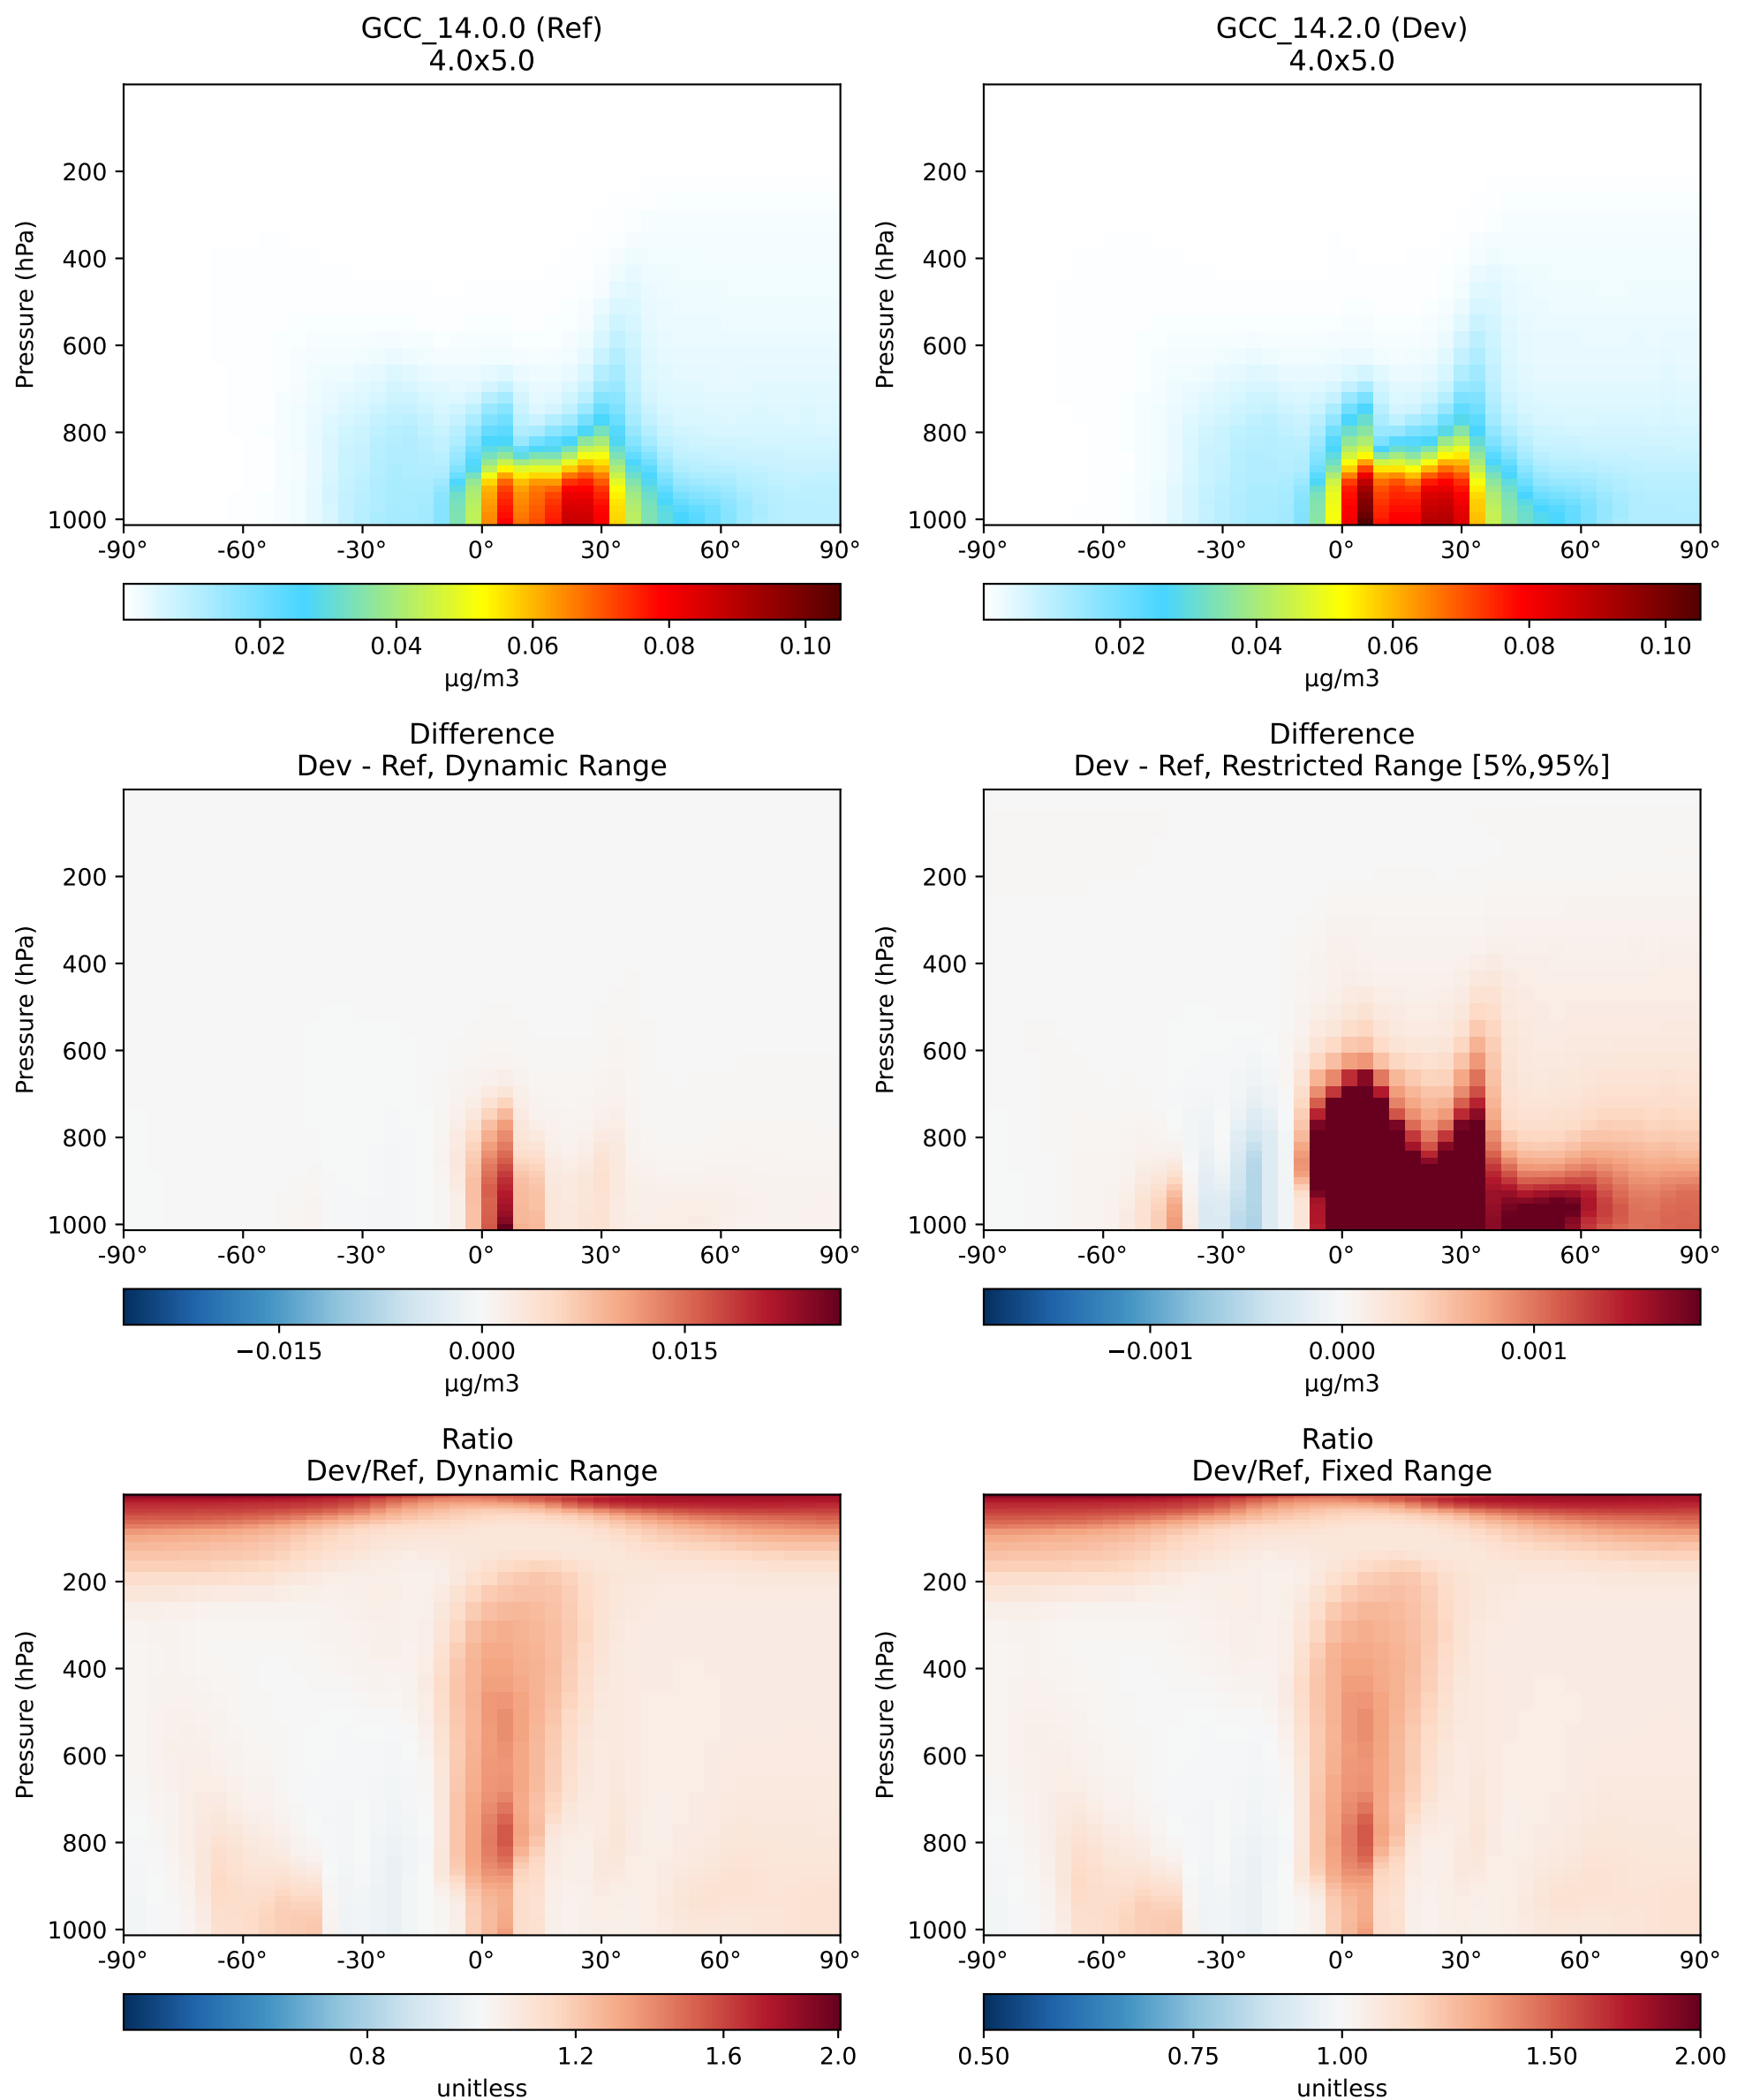 GCC_14.0.0 (Ref)
4.0x5.0
Pressure (hPa)
200
400
600
800
1000
-90° -60° -30° 0° 30° 60° 90°
0.02 0.04 0.06 0.08 0.10
µg/m3
GCC_14.2.0 (Dev)
4.0x5.0
Pressure (hPa)
200
400
600
800
1000
-90° -60° -30° 0° 30° 60° 90°
0.02 0.04 0.06 0.08 0.10
µg/m3
Difference
Dev - Ref, Dynamic Range
Pressure (hPa)
200
400
600
800
1000
-90° -60° -30° 0° 30° 60° 90°
−0.015 0.000 0.015
µg/m3
Difference
Dev - Ref, Restricted Range [5%,95%]
Pressure (hPa)
200
400
600
800
1000
-90° -60° -30° 0° 30° 60° 90°
−0.001 0.000 0.001
µg/m3
Ratio
Dev/Ref, Dynamic Range
Pressure (hPa)
200
400
600
800
1000
-90° -60° -30° 0° 30° 60° 90°
0.8 1.2 1.6 2.0
unitless
Ratio
Dev/Ref, Fixed Range
Pressure (hPa)
200
400
600
800
1000
-90° -60° -30° 0° 30° 60° 90°
0.50 0.75 1.00 1.50 2.00
unitless